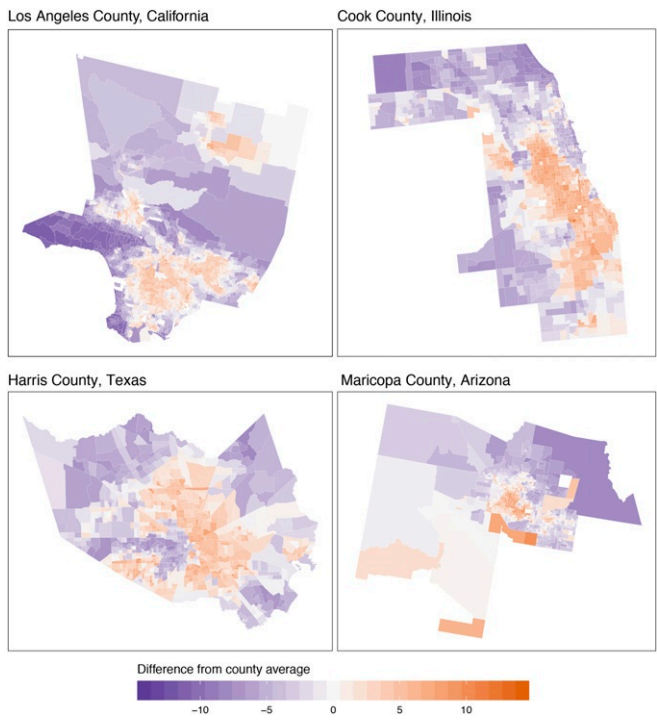 Los Angeles County, California
Cook County, Illinois
Harris County, Texas
Maricopa County, Arizona
Difference from county average
−10 −5 0 5 10